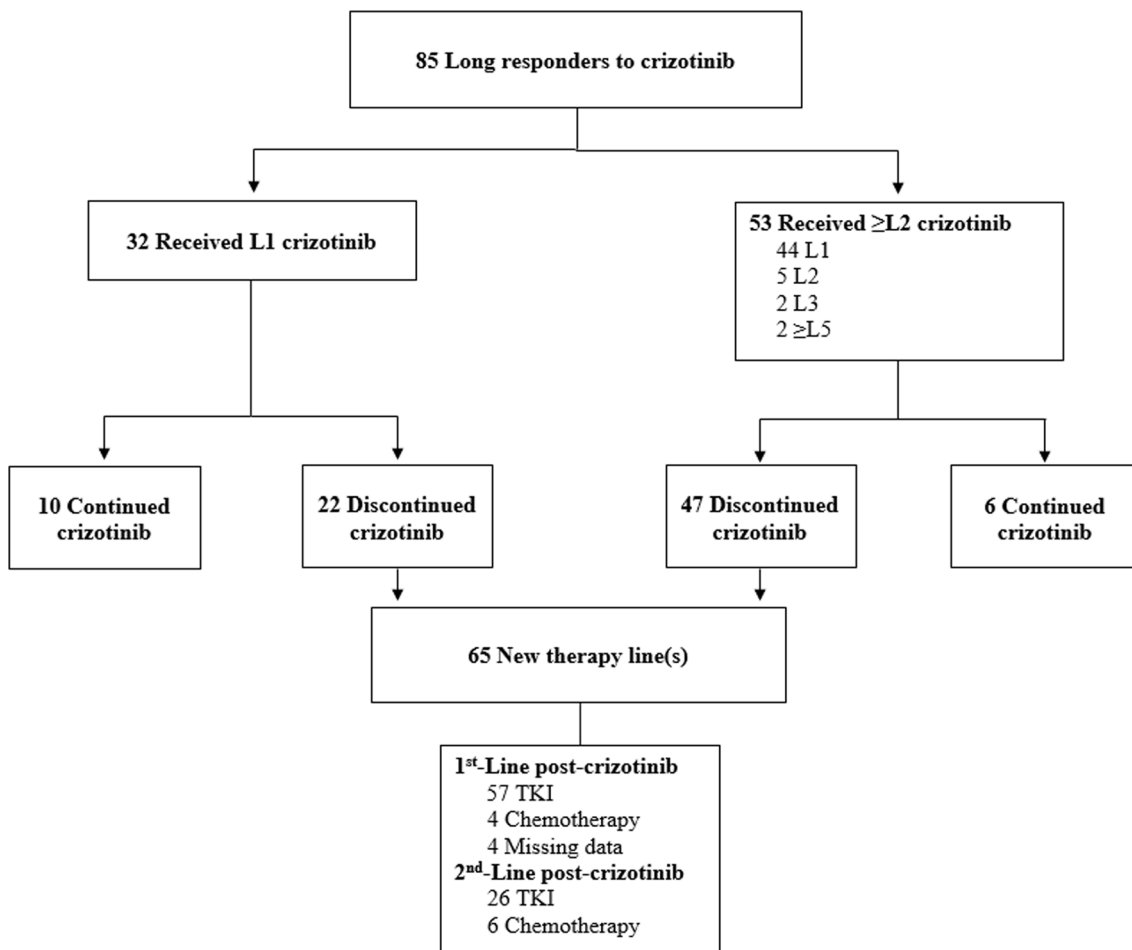 85 Long responders to crizotinib
32 Received L1 crizotinib
53 Received ≥L2 crizotinib
44 L1
5 L2
2 L3
2 ≥L5
10 Continued
crizotinib
22 Discontinued
crizotinib
47 Discontinued
crizotinib
6 Continued
crizotinib
65 New therapy line(s)
1st-Line post-crizotinib
57 TKI
4 Chemotherapy
4 Missing data
2nd-Line post-crizotinib
26 TKI
6 Chemotherapy